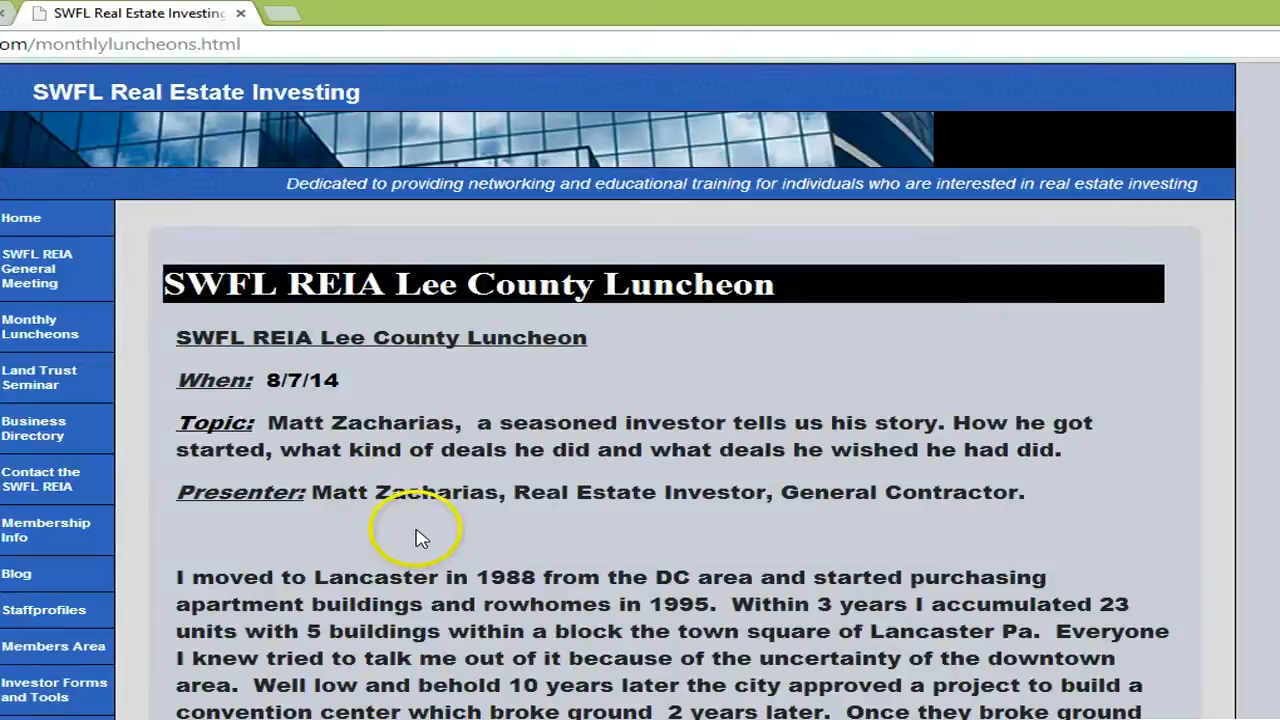 SWFL Real Estate Investing
om/monthlyluncheons.html
SWFL Real Estate Investing
Dedicated to providing networking and educational training for individuals who are interested in real estate investing
Home
SWFL REIA
General
Meeting
Monthly
Luncheons
Land Trust
Seminar
Business
Directory
Contact the
SWFL REIA
Membership
Info
Blog
Staffprofiles
Members Area
Investor Forms
and Tools
SWFL REIA Lee County Luncheon
SWFL REIA Lee County Luncheon
When: 8/7/14
Topic: Matt Zacharias, a seasoned investor tells us his story. How he got
started, what kind of deals he did and what deals he wished he had did.
Presenter: Matt Zacharias, Real Estate Investor, General Contractor.
I moved to Lancaster in 1988 from the DC area and started purchasing
apartment buildings and rowhomes in 1995. Within 3 years I accumulated 23
units with 5 buildings within a block the town square of Lancaster Pa. Everyone
I knew tried to talk me out of it because of the uncertainty of the downtown
area. Well low and behold 10 years later the city approved a project to build a
convention center which broke ground 2 years later. Once they broke ground